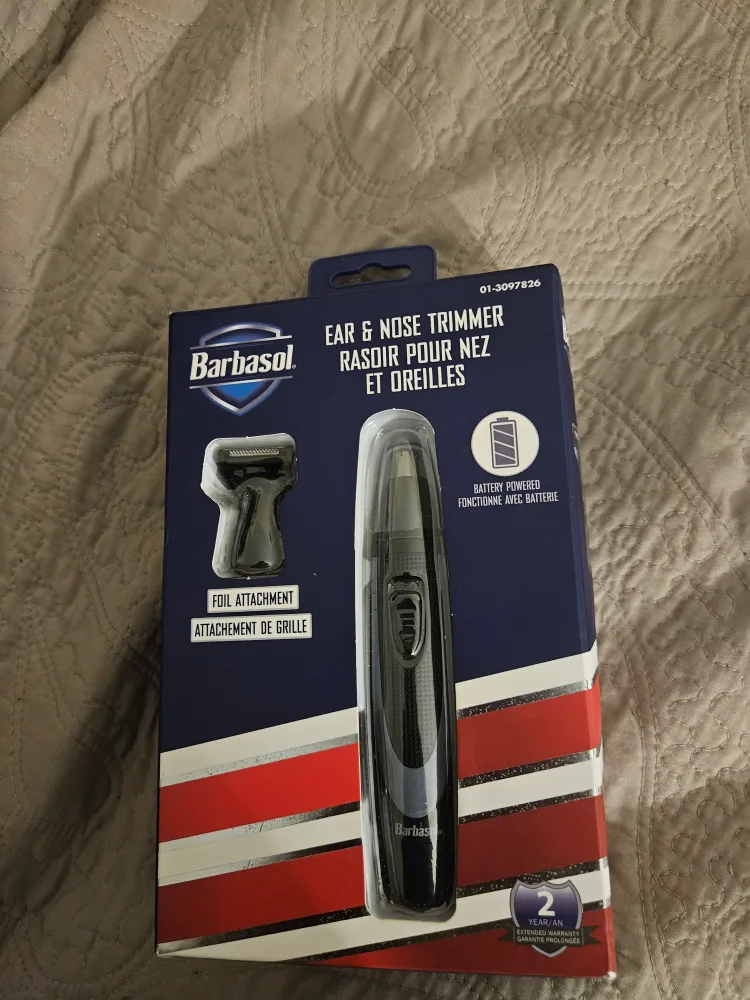 01-3097826
Barbasol®
EAR & NOSE TRIMMER
RASOIR POUR NEZ
ET OREILLES
BATTERY POWERED
FONCTIONNE AVEC BATTERIE
FOIL ATTACHMENT
ATTACHEMENT DE GRILLE
Barbasol
2
YEAR/AN
EXTENDED WARRANTY
GARANTIE PROLONGÉE